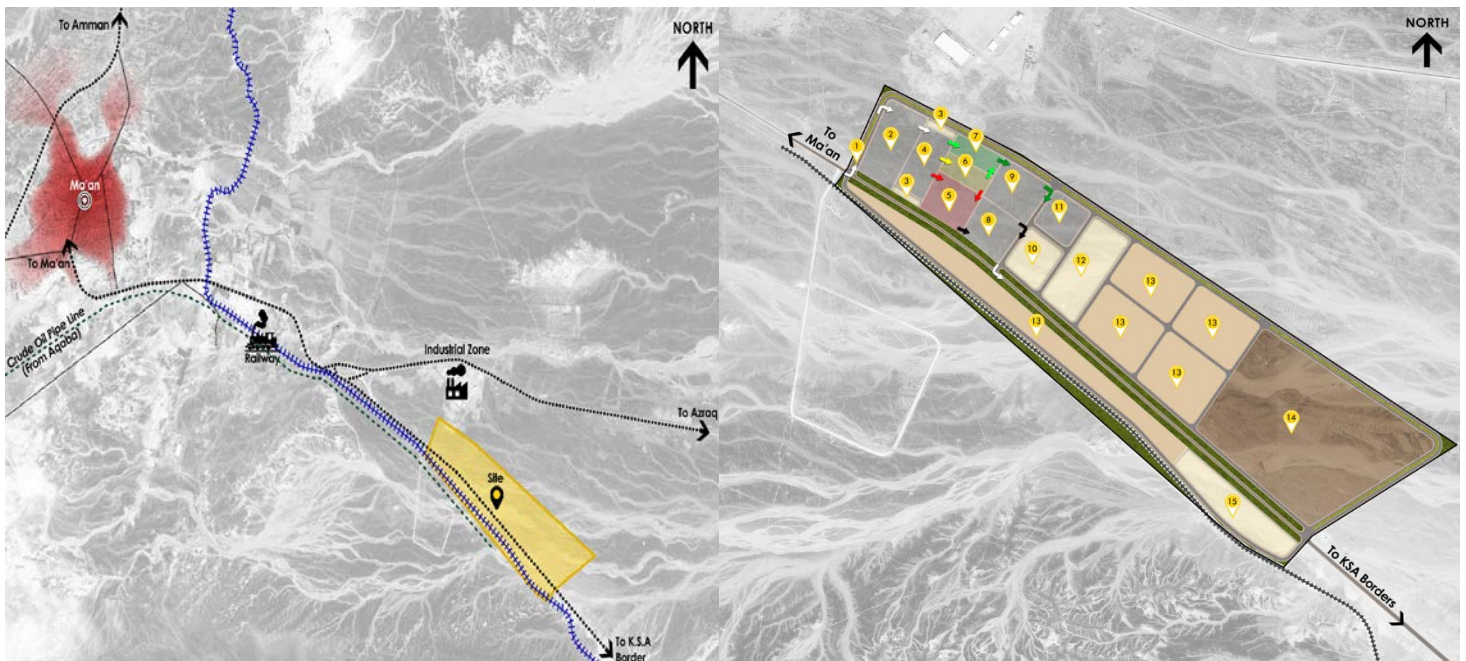 To Amman
NORTH
Ma'an
To Ma'an
Crude Oil Pipe Line
(From Aqaba)
Railway
Industrial Zone
To Azraq
Site
To K.S.A
Border
NORTH
To
Ma'an
1
2
3
7
4
6
3
5
9
8
11
10
12
13
13
13
13
13
14
15
To KSA Borders